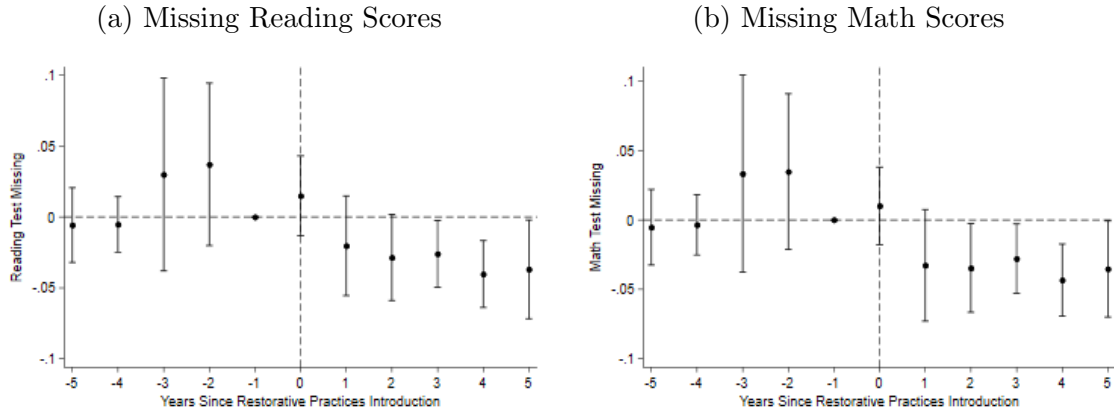 (a) Missing Reading Scores
(b) Missing Math Scores
.1
.05
0
-.05
-.1
Reading Test Missing
-5 -4 -3 -2 -1 0 1 2 3 4 5
Years Since Restorative Practices Introduction
.1
.05
0
-.05
-.1
Math Test Missing
-5 -4 -3 -2 -1 0 1 2 3 4 5
Years Since Restorative Practices Introduction